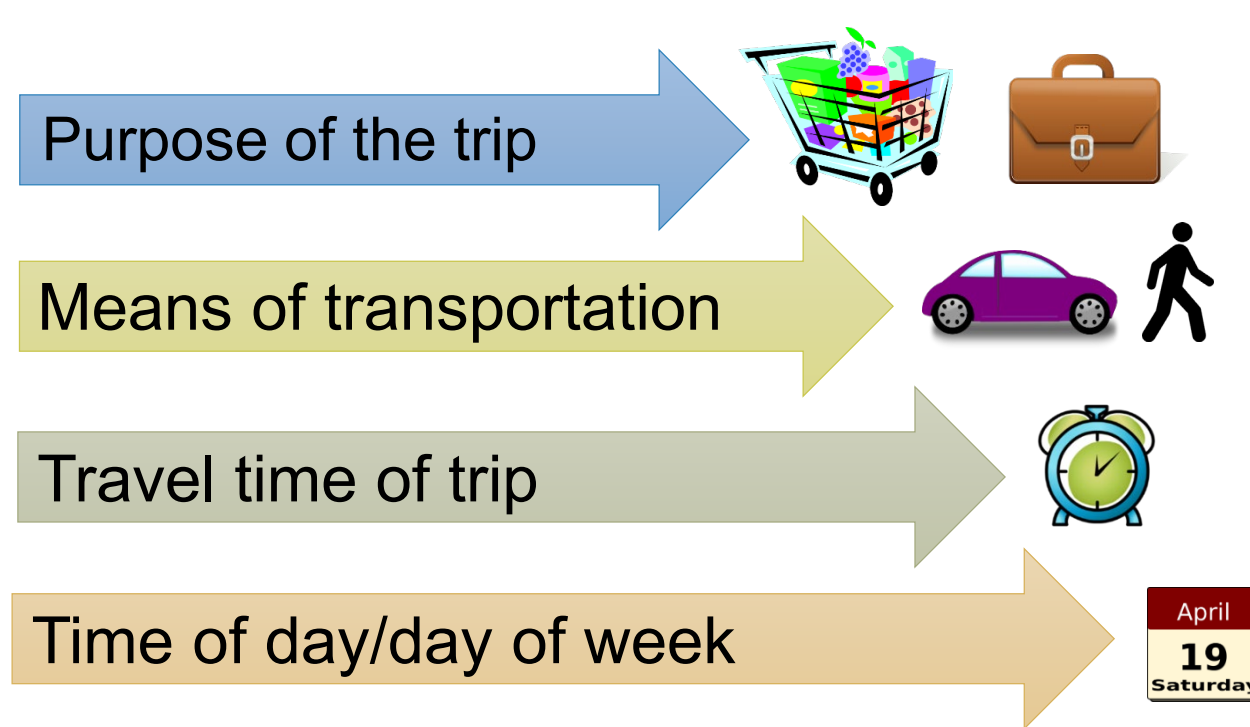 Purpose of the trip
Means of transportation
Travel time of trip
Time of day/day of week
April
19
Saturday